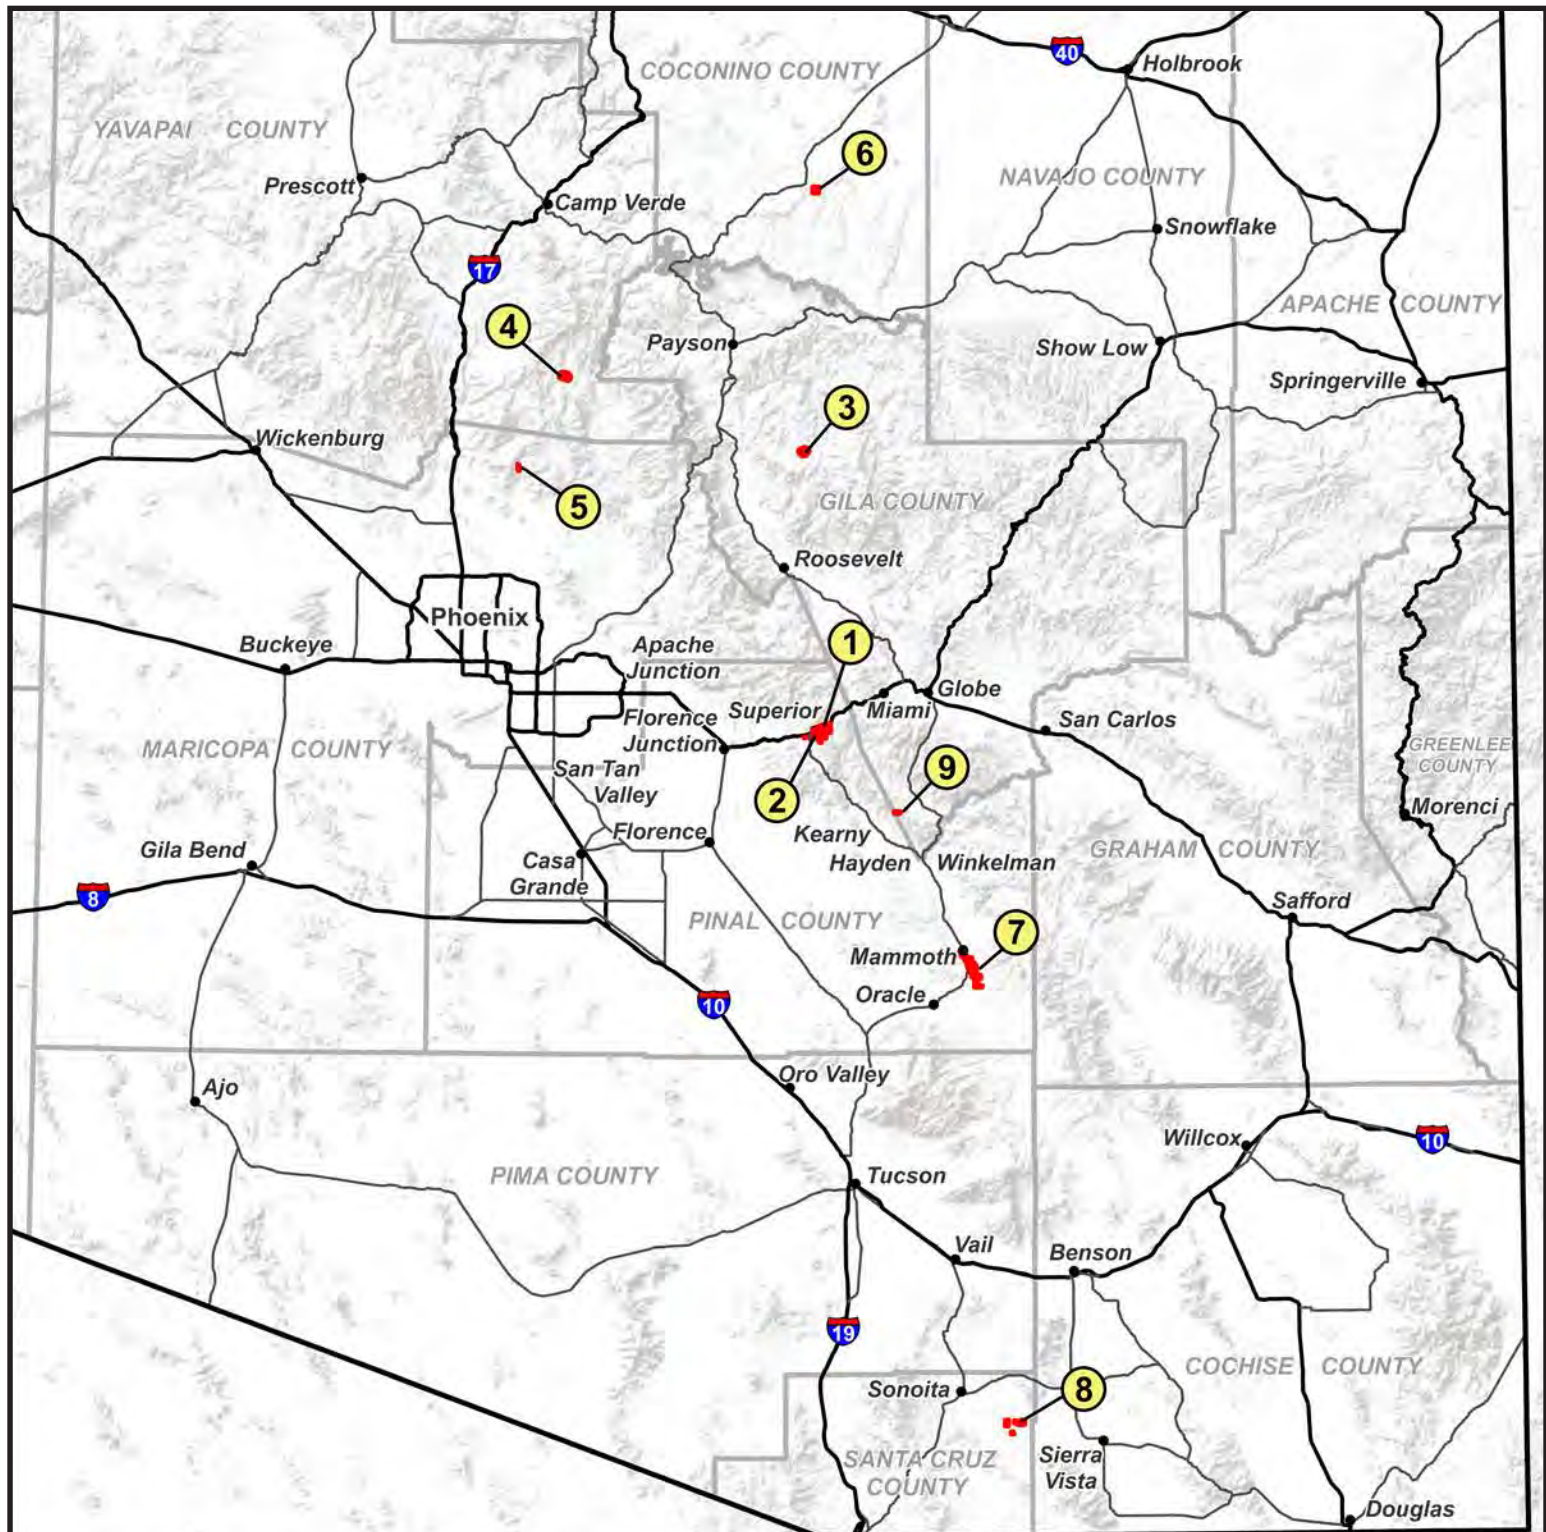 40
Holbrook
COCONINO COUNTY
YAVAPAI COUNTY
6
Prescott
NAVAJO COUNTY
Camp Verde
Snowflake
17
4
APACHE COUNTY
Payson
Show Low
Springerville
3
Wickenburg
5
GILA COUNTY
Roosevelt
Phoenix
1
Buckeye
Apache
Junction
Globe
Superior
Miami
Florence
Junction
San Carlos
MARICOPA COUNTY
GREENLEE
COUNTY
San Tan
Valley
9
2
Morenci
Kearny
Florence
Gila Bend
Casa
Grande
Hayden
Winkelman
GRAHAM COUNTY
8
Safford
PINAL COUNTY
7
Mammoth
Oracle
10
Oro Valley
Ajo
Willcox
10
PIMA COUNTY
Tucson
Vail
Benson
19
COCHISE COUNTY
Sonoita
8
SANTA CRUZ
COUNTY
Sierra
Vista
Douglas